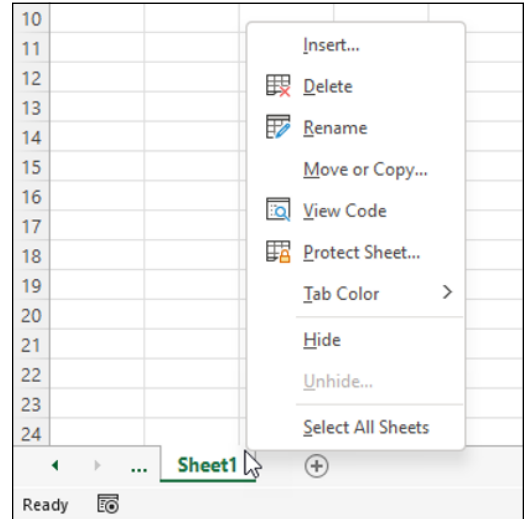 10
11
12
13
14
15
16
17
18
19
20
21
22
23
24
Insert...
Delete
Rename
Move or Copy...
View Code
Protect Sheet...
Tab Color
Hide
Unhide...
Select All Sheets
... Sheet1
Ready